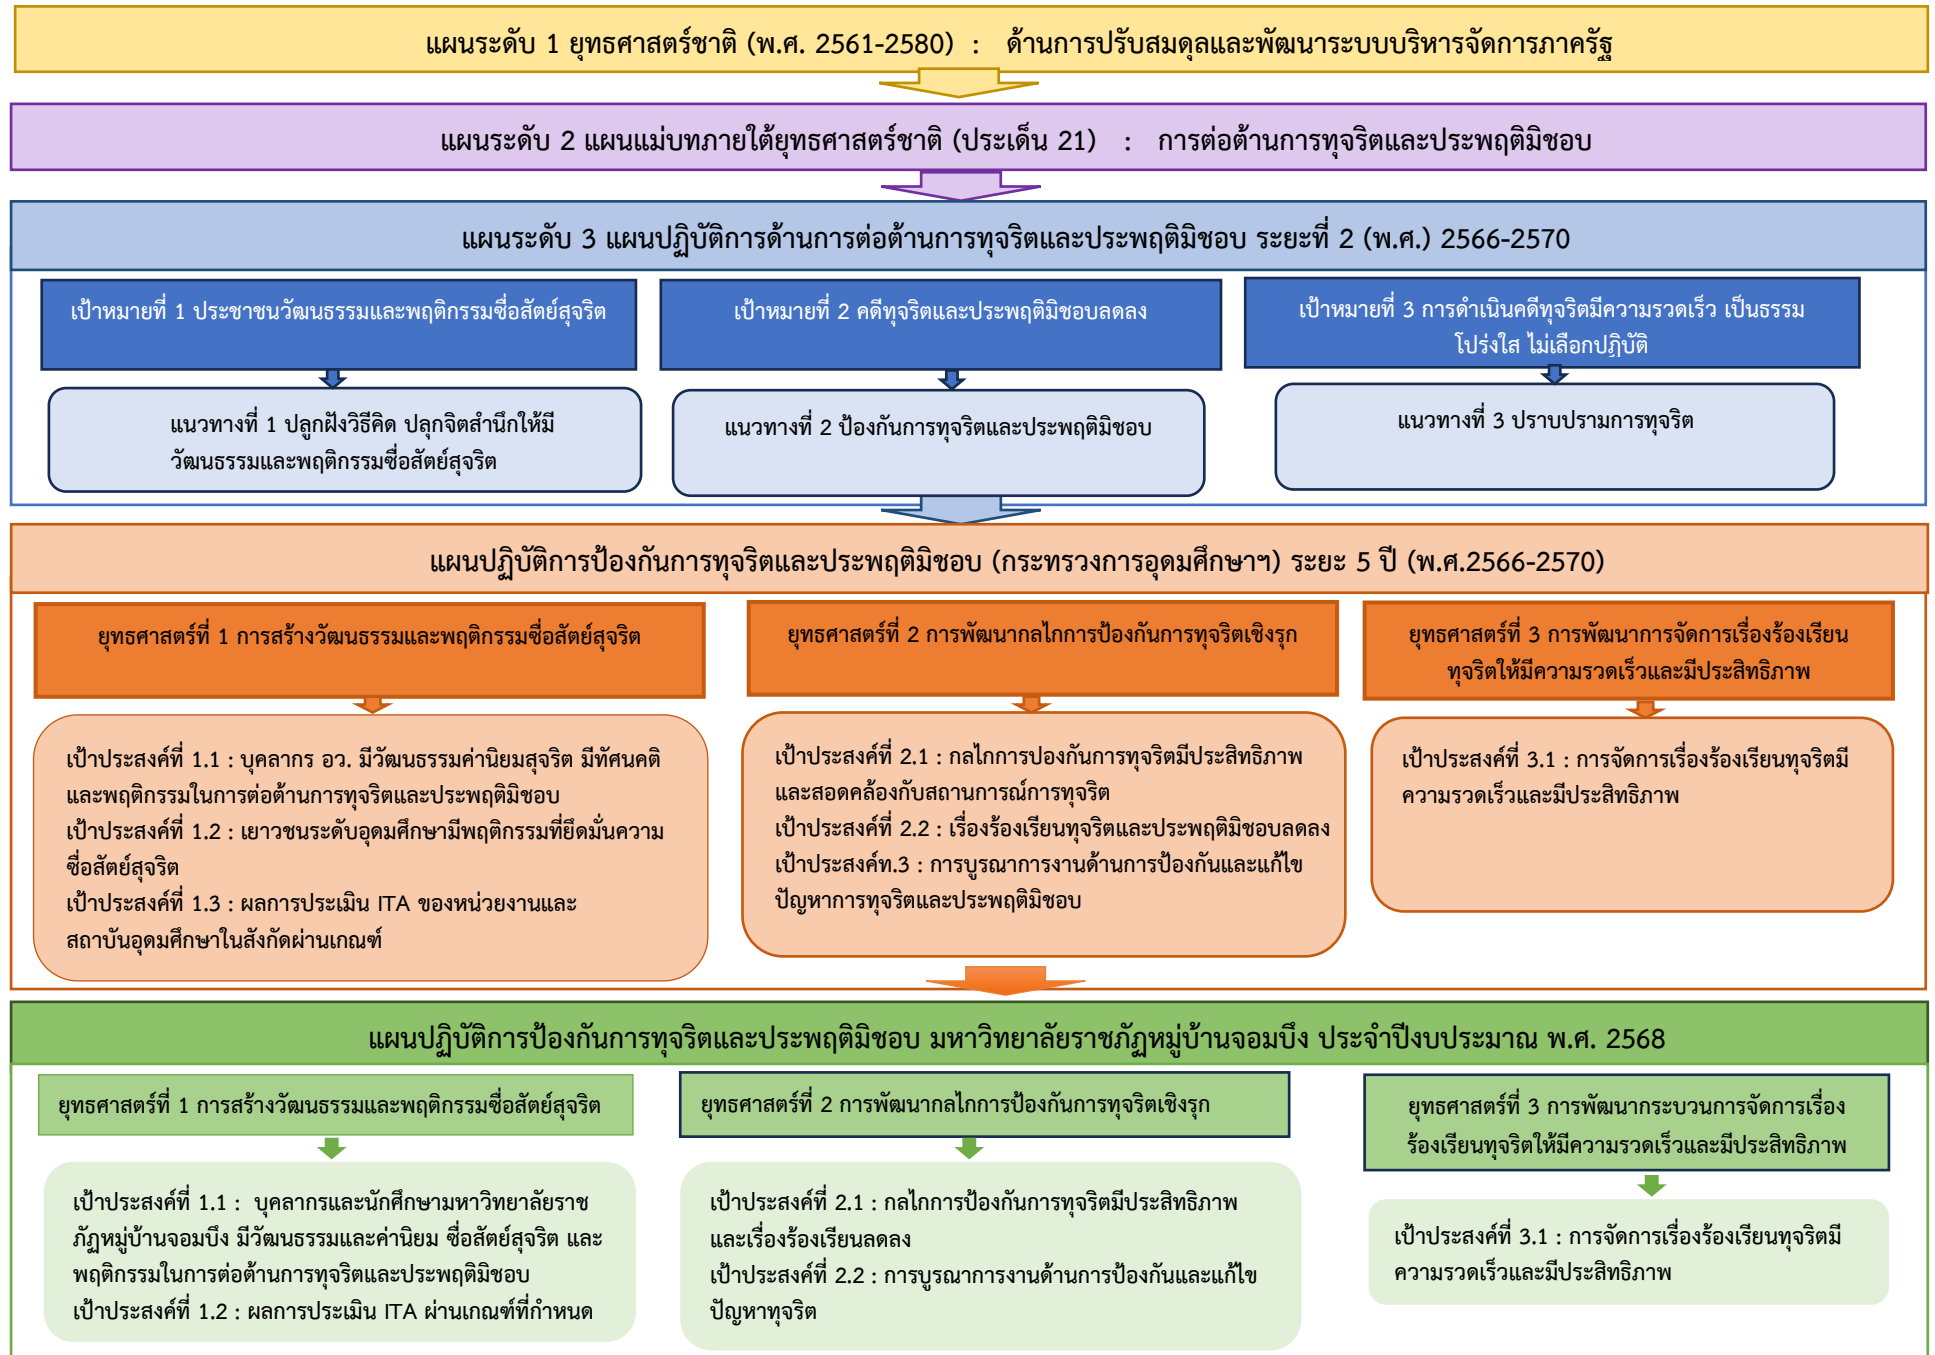 แผนระดับ 1 ยุทธศาสตร์ชาติ (พ.ศ. 2561-2580) : ด้านการปรับสมดุลและพัฒนาระบบบริหารจัดการภาครัฐ
แผนระดับ 2 แผนแม่บทภายใต้ยุทธศาสตร์ชาติ (ประเด็น 21) : การต่อต้านการทุจริตและประพฤติมิชอบ
แผนระดับ 3 แผนปฏิบัติการด้านการต่อต้านการทุจริตและประพฤติมิชอบ ระยะที่ 2 (พ.ศ.) 2566-2570
เป้าหมายที่ 1 ประชาชนวัฒนธรรมและพฤติกรรมซื่อสัตย์สุจริต
แนวทางที่ 1 ปลูกฝังวิธีคิด ปลุกจิตสำนึกให้มี
วัฒนธรรมและพฤติกรรมซื่อสัตย์สุจริต
เป้าหมายที่ 2 คดีทุจริตและประพฤติมิชอบลดลง
แนวทางที่ 2 ป้องกันการทุจริตและประพฤติมิชอบ
เป้าหมายที่ 3 การดำเนินคดีทุจริตมีความรวดเร็ว เป็นธรรม
โปร่งใส ไม่เลือกปฏิบัติ
แนวทางที่ 3 ปราบปรามการทุจริต
แผนปฏิบัติการป้องกันการทุจริตและประพฤติมิชอบ (กระทรวงการอุดมศึกษาฯ) ระยะ 5 ปี (พ.ศ.2566-2570)
ยุทธศาสตร์ที่ 1 การสร้างวัฒนธรรมและพฤติกรรมซื่อสัตย์สุจริต
เป้าประสงค์ที่ 1.1 : บุคลากร อว. มีวัฒนธรรมค่านิยมสุจริต มีทัศนคติ
และพฤติกรรมในการต่อต้านการทุจริตและประพฤติมิชอบ
เป้าประสงค์ที่ 1.2 : เยาวชนระดับอุดมศึกษามีพฤติกรรมที่ยึดมั่นความ
ซื่อสัตย์สุจริต
เป้าประสงค์ที่ 1.3 : ผลการประเมิน ITA ของหน่วยงานและ
สถาบันอุดมศึกษาในสังกัดผ่านเกณฑ์
ยุทธศาสตร์ที่ 2 การพัฒนากลไกการป้องกันการทุจริตเชิงรุก
เป้าประสงค์ที่ 2.1 : กลไกการปองกันการทุจริตมีประสิทธิภาพ
และสอดคล้องกับสถานการณ์การทุจริต
เป้าประสงค์ที่ 2.2 : เรื่องร้องเรียนทุจริตและประพฤติมิชอบลดลง
เป้าประสงค์ท.3 : การบูรณาการงานด้านการป้องกันและแก้ไข
ปัญหาการทุจริตและประพฤติมิชอบ
ยุทธศาสตร์ที่ 3 การพัฒนาการจัดการเรื่องร้องเรียน
ทุจริตให้มีความรวดเร็วและมีประสิทธิภาพ
เป้าประสงค์ที่ 3.1 : การจัดการเรื่องร้องเรียนทุจริตมี
ความรวดเร็วและมีประสิทธิภาพ
แผนปฏิบัติการป้องกันการทุจริตและประพฤติมิชอบ มหาวิทยาลัยราชภัฏหมู่บ้านจอมบึง ประจำปีงบประมาณ พ.ศ. 2568
ยุทธศาสตร์ที่ 1 การสร้างวัฒนธรรมและพฤติกรรมซื่อสัตย์สุจริต
เป้าประสงค์ที่ 1.1 : บุคลากรและนักศึกษามหาวิทยาลัยราช
ภัฏหมู่บ้านจอมบึง มีวัฒนธรรมและค่านิยม ซื่อสัตย์สุจริต และ
พฤติกรรมในการต่อต้านการทุจริตและประพฤติมิชอบ
เป้าประสงค์ที่ 1.2 : ผลการประเมิน ITA ผ่านเกณฑ์ที่กำหนด
ยุทธศาสตร์ที่ 2 การพัฒนากลไกการป้องกันการทุจริตเชิงรุก
เป้าประสงค์ที่ 2.1 : กลไกการป้องกันการทุจริตมีประสิทธิภาพ
และเรื่องร้องเรียนลดลง
เป้าประสงค์ที่ 2.2 : การบูรณาการงานด้านการป้องกันและแก้ไข
ปัญหาทุจริต
ยุทธศาสตร์ที่ 3 การพัฒนากระบวนการจัดการเรื่อง
ร้องเรียนทุจริตให้มีความรวดเร็วและมีประสิทธิภาพ
เป้าประสงค์ที่ 3.1 : การจัดการเรื่องร้องเรียนทุจริตมี
ความรวดเร็วและมีประสิทธิภาพ